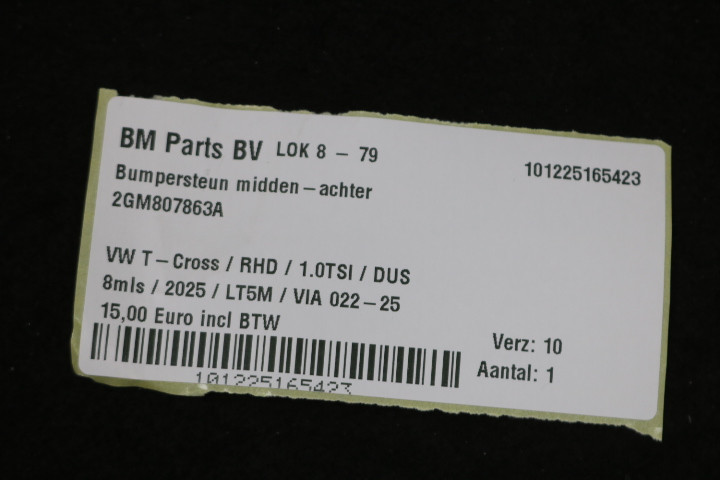 BM Parts BV LOK 8 - 79
101225165423
Bumpersteun midden-achter
2GM807863A
VW T-Cross / RHD / 1.0TSI / DUS
8mls / 2025 / LT5M / VIA 022-25
15,00 Euro incl BTW
Verz: 10
Aantal: 1
101225165423